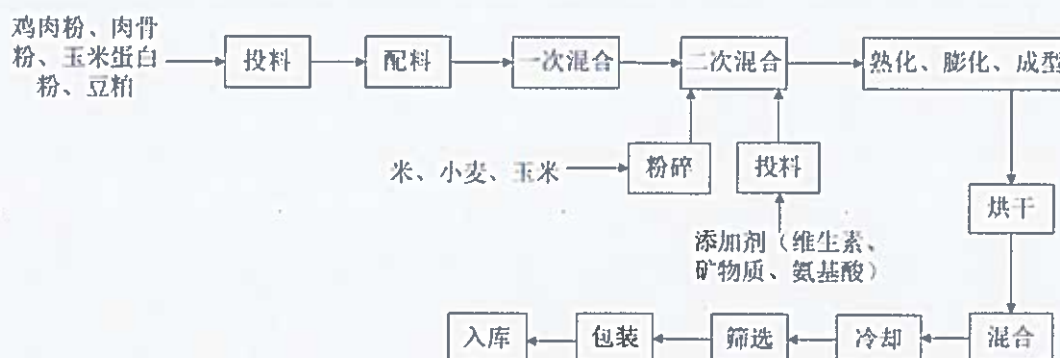 鸡肉粉、肉骨
粉、玉米蛋白
粉、豆粕
投料
配料
一次混合
二次混合
熟化、膨化、成型
米、小麦、玉米
粉碎
投料
烘干
添加剂（维生素、
矿物质、氨基酸）
入库
包装
筛选
冷却
混合